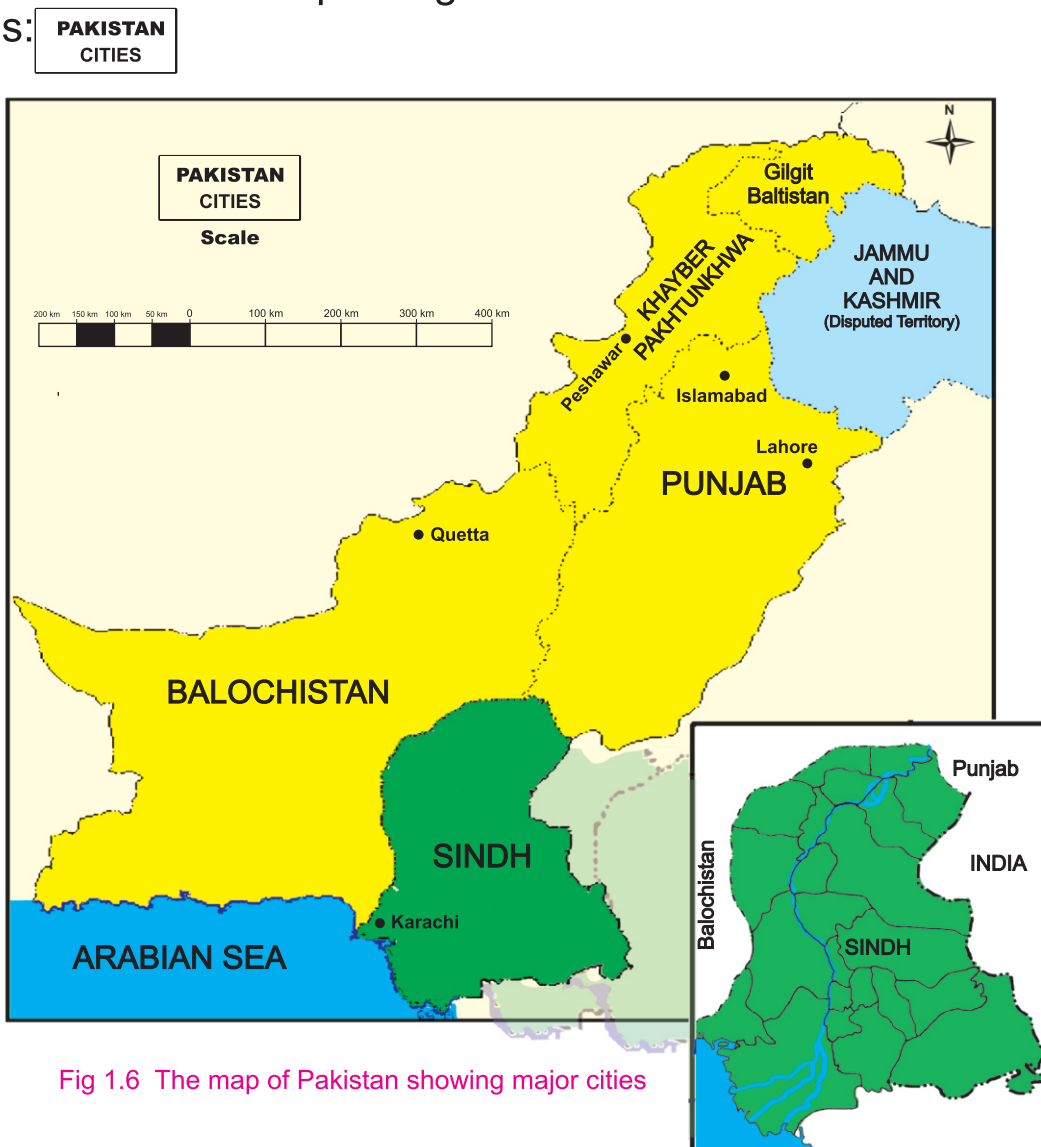 s:
PAKISTAN
CITIES
N
PAKISTAN
CITIES
Scale
200 km 150 km 100 km 50 km 0 100 km 200 km 300 km 400 km
Gilgit
Baltistan
JAMMU
AND
KASHMIR
(Disputed Territory)
KHAYBER
PAKHTUNKHWA
Peshawar
Islamabad
Lahore
PUNJAB
Quetta
BALOCHISTAN
SINDH
Karachi
ARABIAN SEA
Punjab
Balochistan
INDIA
SINDH
Fig 1.6 The map of Pakistan showing major cities